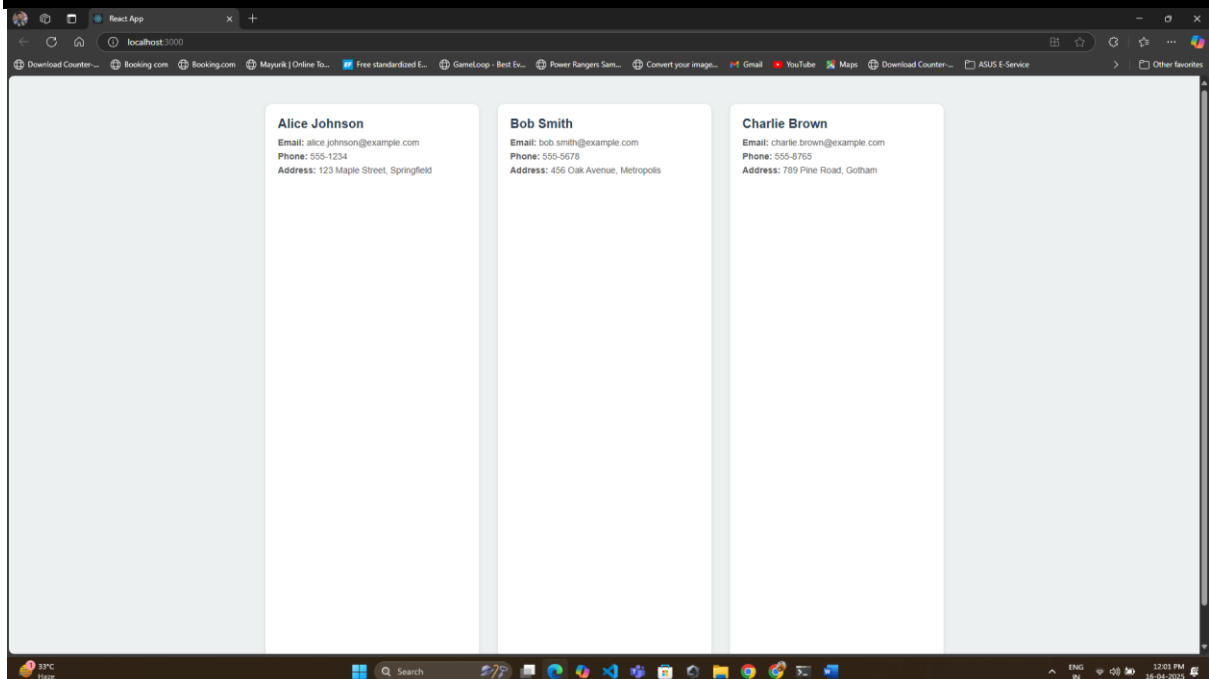 React App
localhost:3000
Download Counter-... Booking com Booking.com Mayurik | Online To... EF Free standardized E... GameLoop - Best Ev... Power Rangers Sam... Convert your image... Gmail YouTube Maps Download Counter-... ASUS E-Service Other favorites
Alice Johnson
Email: alice.johnson@example.com
Phone: 555-1234
Address: 123 Maple Street, Springfield
Bob Smith
Email: bob.smith@example.com
Phone: 555-5678
Address: 456 Oak Avenue, Metropolis
Charlie Brown
Email: charlie.brown@example.com
Phone: 555-8765
Address: 789 Pine Road, Gotham
1
33°C
Haze
Search
ENG
IN
12:01 PM
16-04-2025